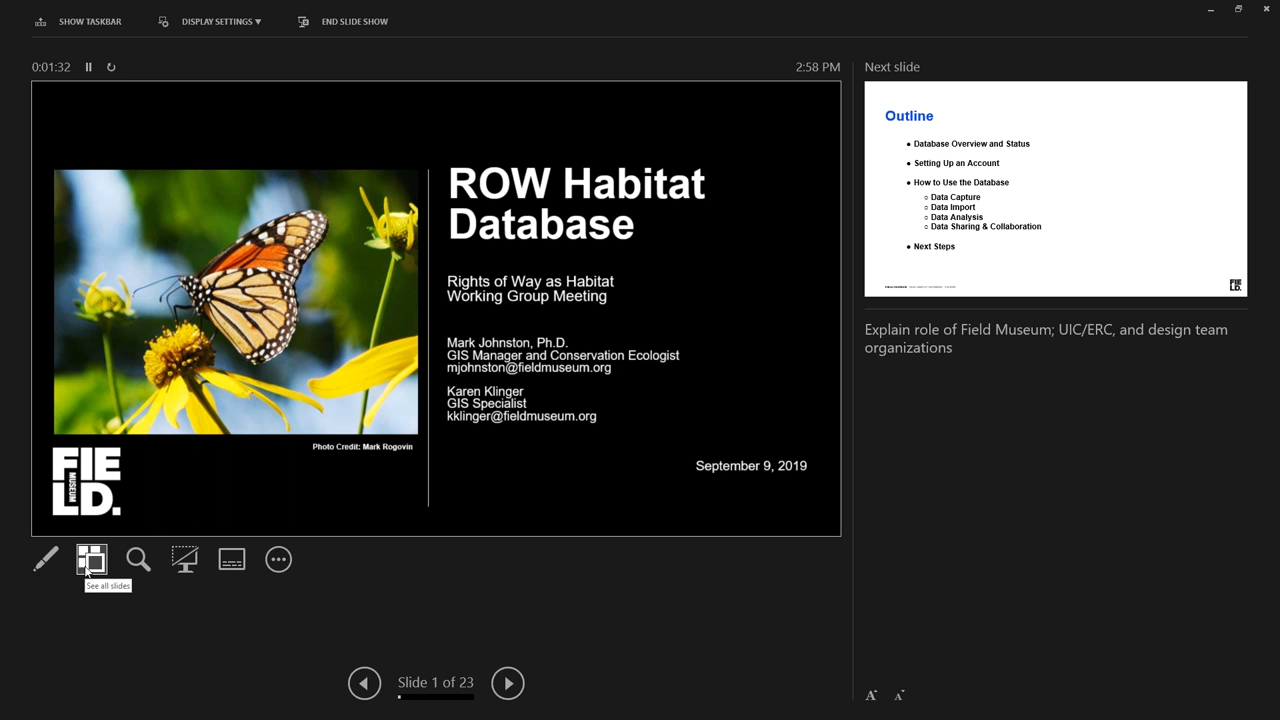 SHOW TASKBAR
DISPLAY SETTINGS ▼
END SLIDE SHOW
0:01:32
2:58 PM
Next slide
ROW Habitat
Database
Rights of Way as Habitat
Working Group Meeting
Mark Johnston, Ph.D.
GIS Manager and Conservation Ecologist
mjohnston@fieldmuseum.org
Karen Klinger
GIS Specialist
kklinger@fieldmuseum.org
Photo Credit: Mark Rogovin
September 9, 2019
FIE
LD.
MUSEUM
Outline
● Database Overview and Status
● Setting Up an Account
● How to Use the Database
○ Data Capture
○ Data Import
○ Data Analysis
○ Data Sharing & Collaboration
● Next Steps
FIE
LD.
Explain role of Field Museum; UIC/ERC, and design team
organizations
See all slides
Slide 1 of 23
A A